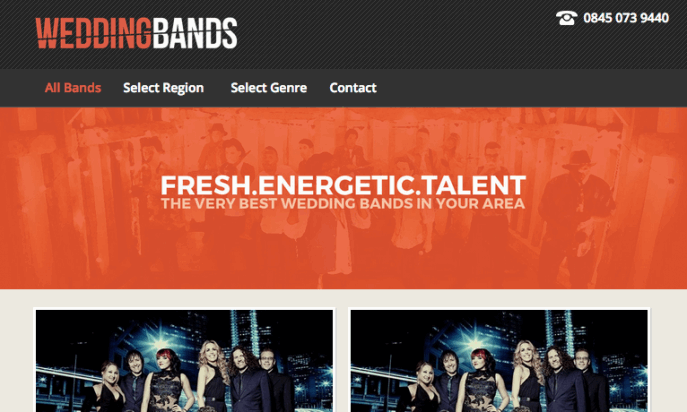 WEDDINGBANDS
0845 073 9440
All Bands Select Region Select Genre Contact
FRESH.ENERGETIC.TALENT
THE VERY BEST WEDDING BANDS IN YOUR AREA